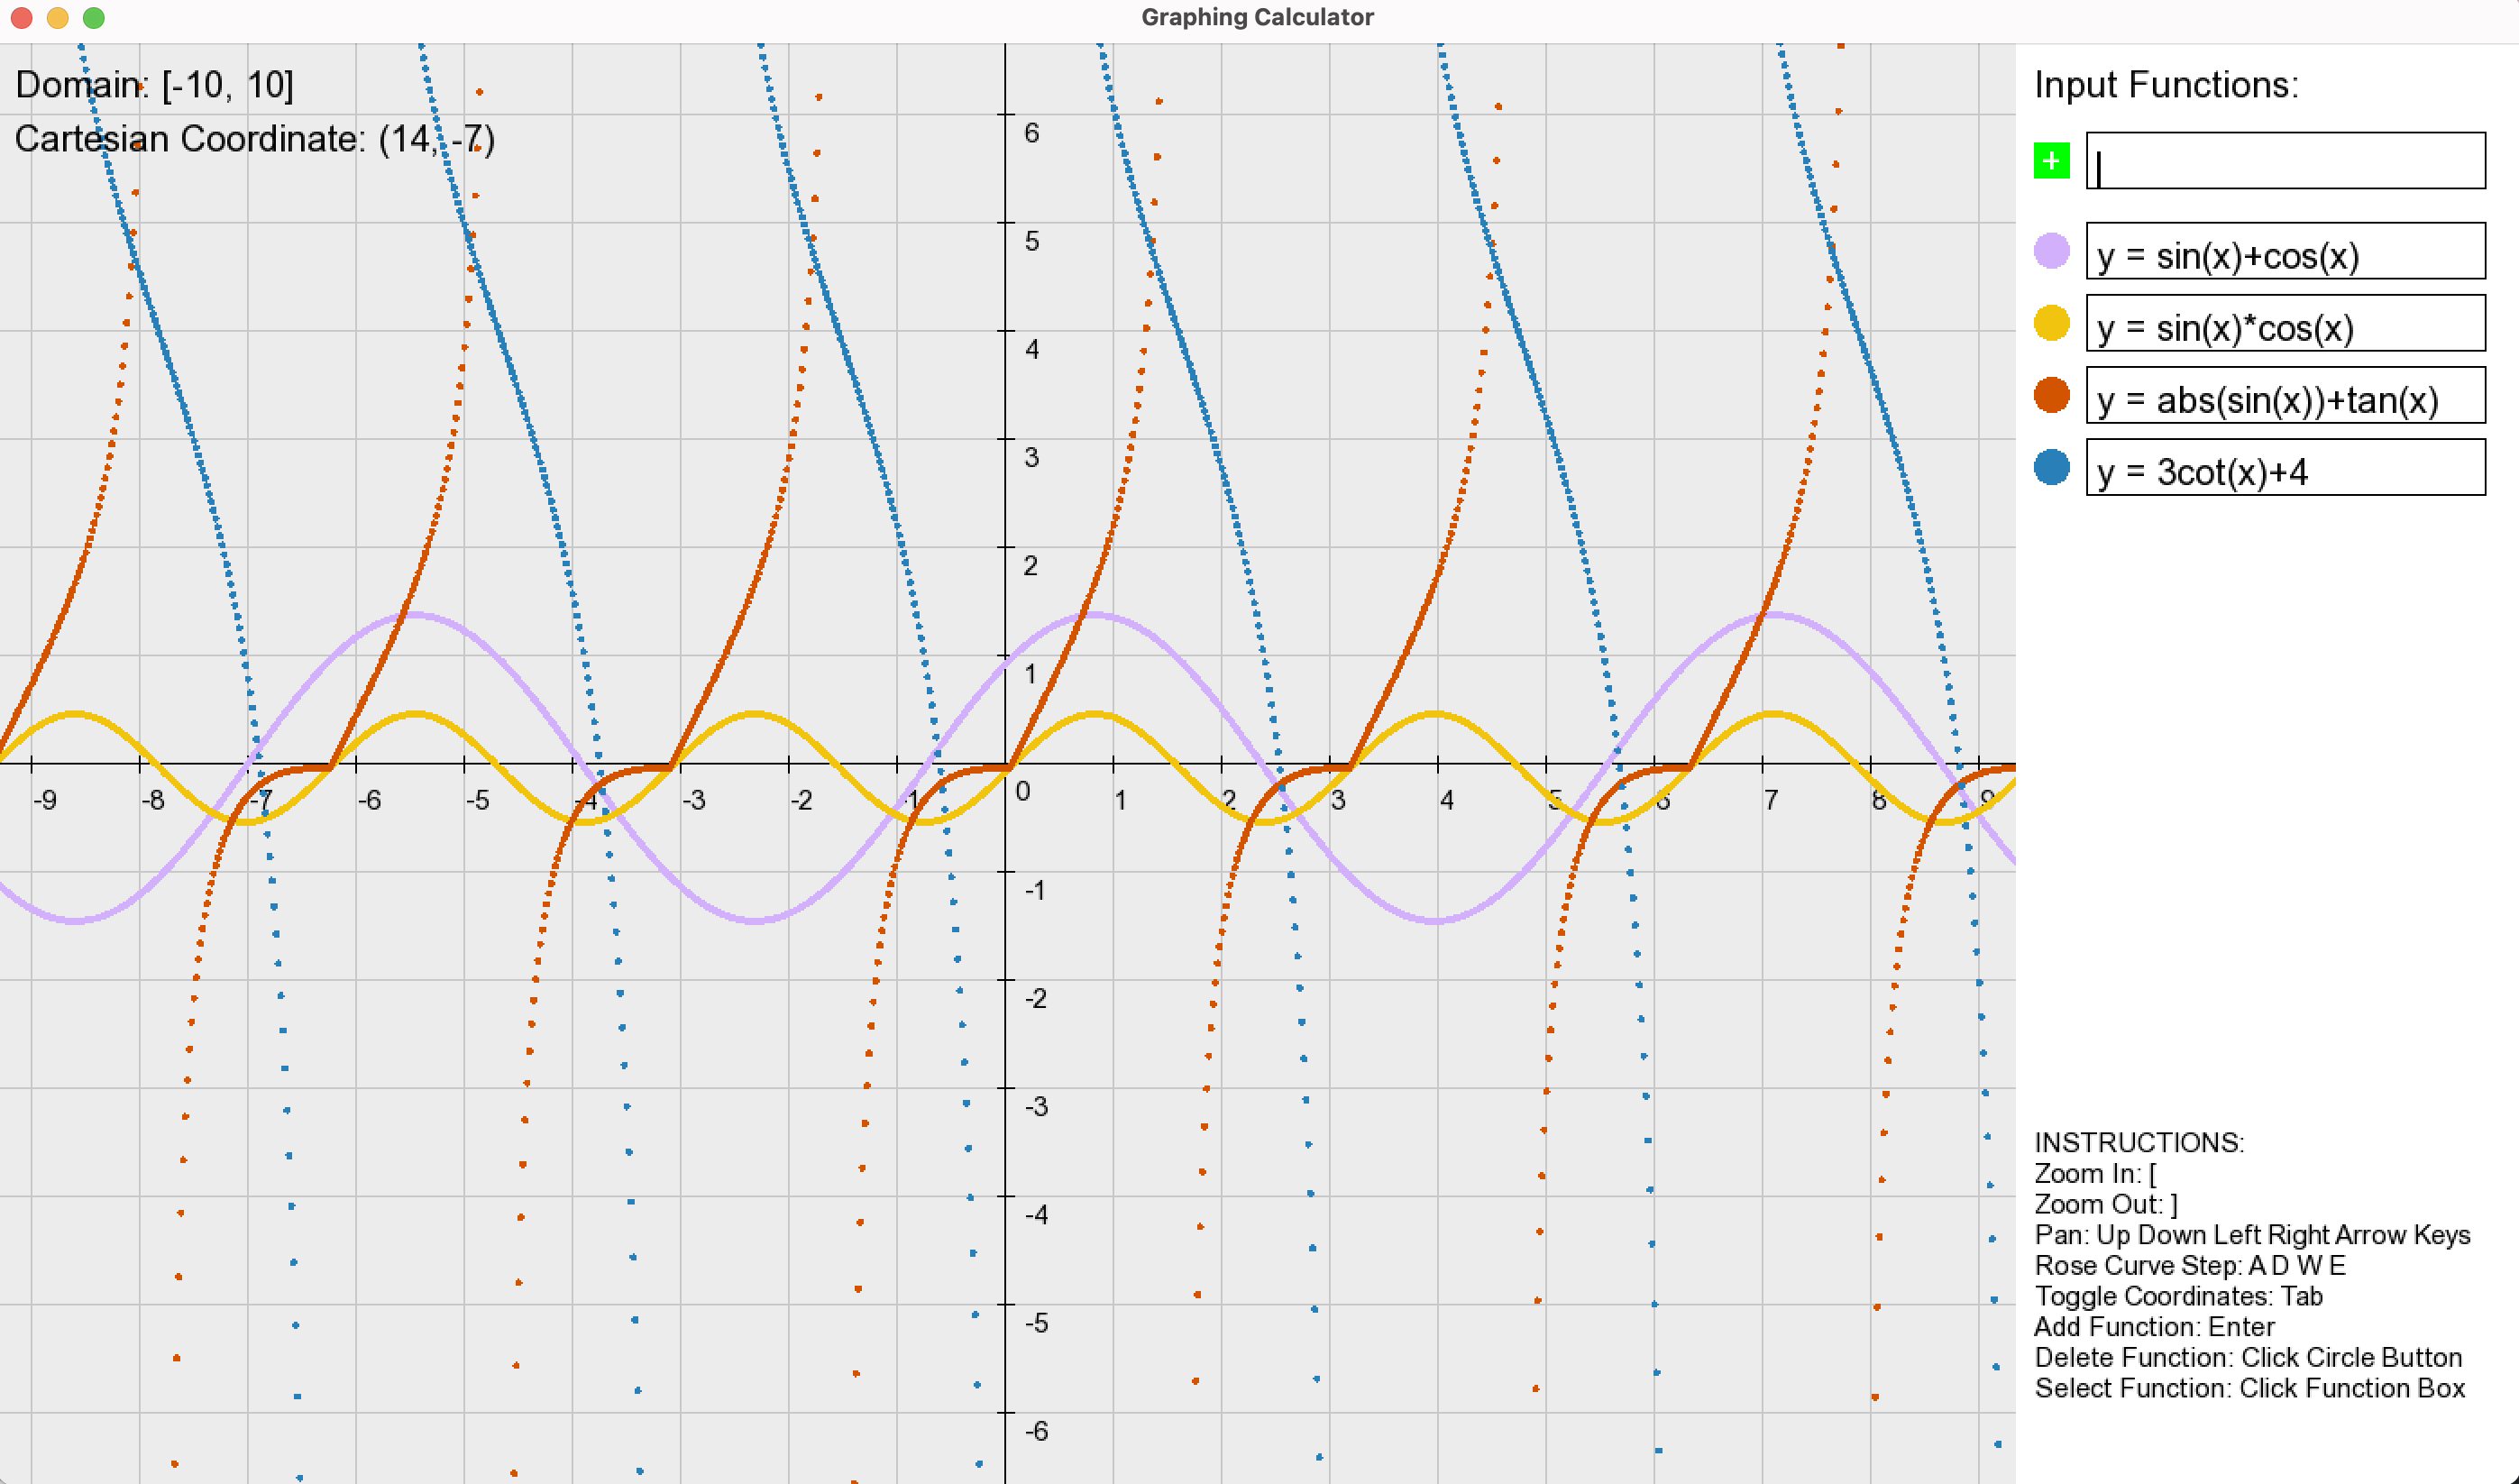 Graphing Calculator
Domain: [-10, 10]
Cartesian Coordinate: (14, -7)
6
5
4
3
2
1
-9 -8 -7 -6 -5 -4 -3 -2 -1 0 1 2 3 4 5 6 7 8 9
-1
-2
-3
-4
-5
-6
Input Functions:
+
y = sin(x)+cos(x)
y = sin(x)*cos(x)
y = abs(sin(x))+tan(x)
y = 3cot(x)+4
INSTRUCTIONS:
Zoom In: [
Zoom Out: ]
Pan: Up Down Left Right Arrow Keys
Rose Curve Step: A D W E
Toggle Coordinates: Tab
Add Function: Enter
Delete Function: Click Circle Button
Select Function: Click Function Box